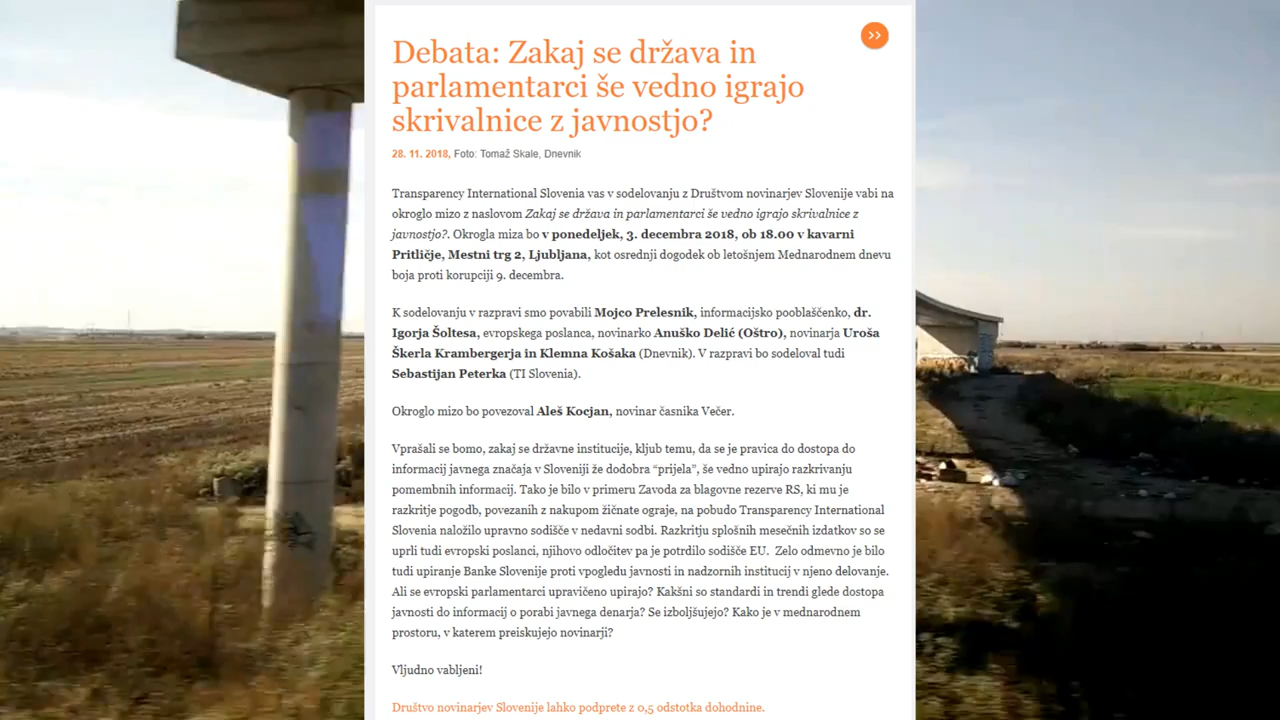 >>
Debata: Zakaj se država in
parlamentarci še vedno igrajo
skrivalnice z javnostjo?
28. 11. 2018, Foto: Tomaž Skale, Dnevnik
Transparency International Slovenia vas v sodelovanju z Društvom novinarjev Slovenije vabi na
okroglo mizo z naslovom Zakaj se država in parlamentarci še vedno igrajo skrivalnice z
javnostjo?. Okrogla miza bo v ponedeljek, 3. decembra 2018, ob 18.00 v kavarni
Pritličje, Mestni trg 2, Ljubljana, kot osrednji dogodek ob letošnjem Mednarodnem dnevu
boja proti korupciji 9. decembra.
K sodelovanju v razpravi smo povabili Mojco Prelesnik, informacijsko pooblaščenko, dr.
Igorja Šoltesa, evropskega poslanca, novinarko Anuško Delić (Oštro), novinarja Uroša
Škerla Krambergerja in Klemna Košaka (Dnevnik). V razpravi bo sodeloval tudi
Sebastijan Peterka (TI Slovenia).
Okroglo mizo bo povezoval Aleš Kocjan, novinar časnika Večer.
Vprašali se bomo, zakaj se državne institucije, kljub temu, da se je pravica do dostopa do
informacij javnega značaja v Sloveniji že dodobra “prijela”, še vedno upirajo razkrivanju
pomembnih informacij. Tako je bilo v primeru Zavoda za blagovne rezerve RS, ki mu je
razkritje pogodb, povezanih z nakupom žičnate ograje, na pobudo Transparency International
Slovenia naložilo upravno sodišče v nedavni sodbi. Razkritju splošnih mesečnih izdatkov so se
uprli tudi evropski poslanci, njihovo odločitev pa je potrdilo sodišče EU. Zelo odmevno je bilo
tudi upiranje Banke Slovenije proti vpogledu javnosti in nadzornih institucij v njeno delovanje.
Ali se evropski parlamentarci upravičeno upirajo? Kakšni so standardi in trendi glede dostopa
javnosti do informacij o porabi javnega denarja? Se izboljšujejo? Kako je v mednarodnem
prostoru, v katerem preiskujejo novinarji?
Vljudno vabljeni!
Društvo novinarjev Slovenije lahko podprete z 0,5 odstotka dohodnine.